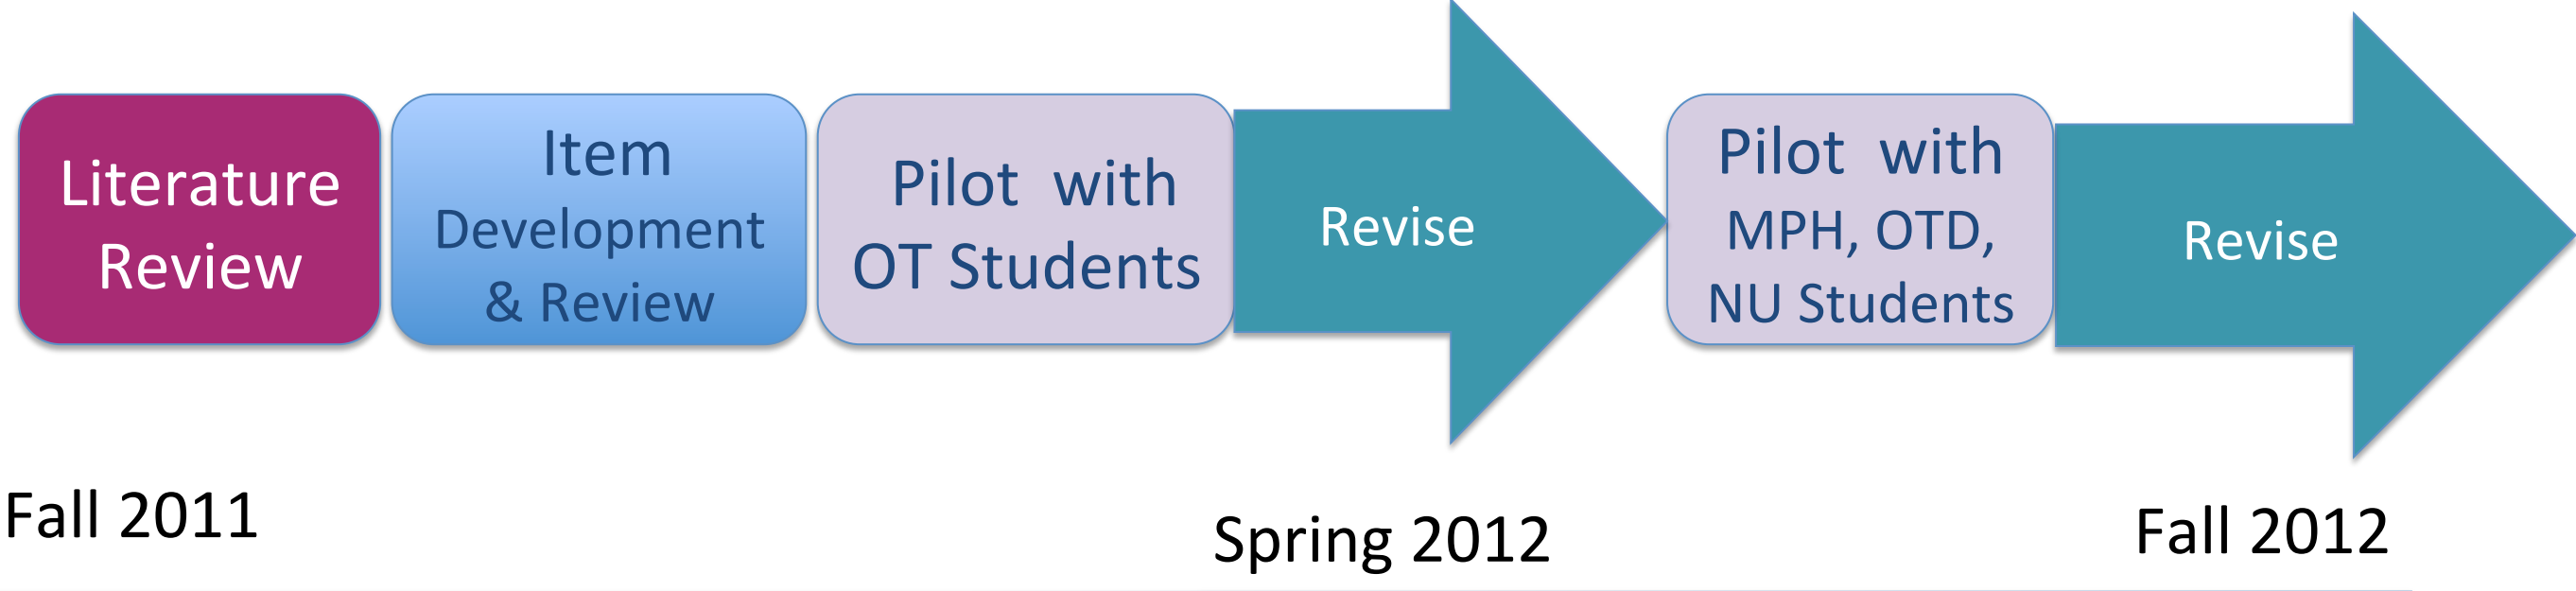 Literature
Review
Item
Development
& Review
Pilot with
OT Students
Revise
Pilot with
MPH, OTD,
NU Students
Revise
Fall 2011
Spring 2012
Fall 2012